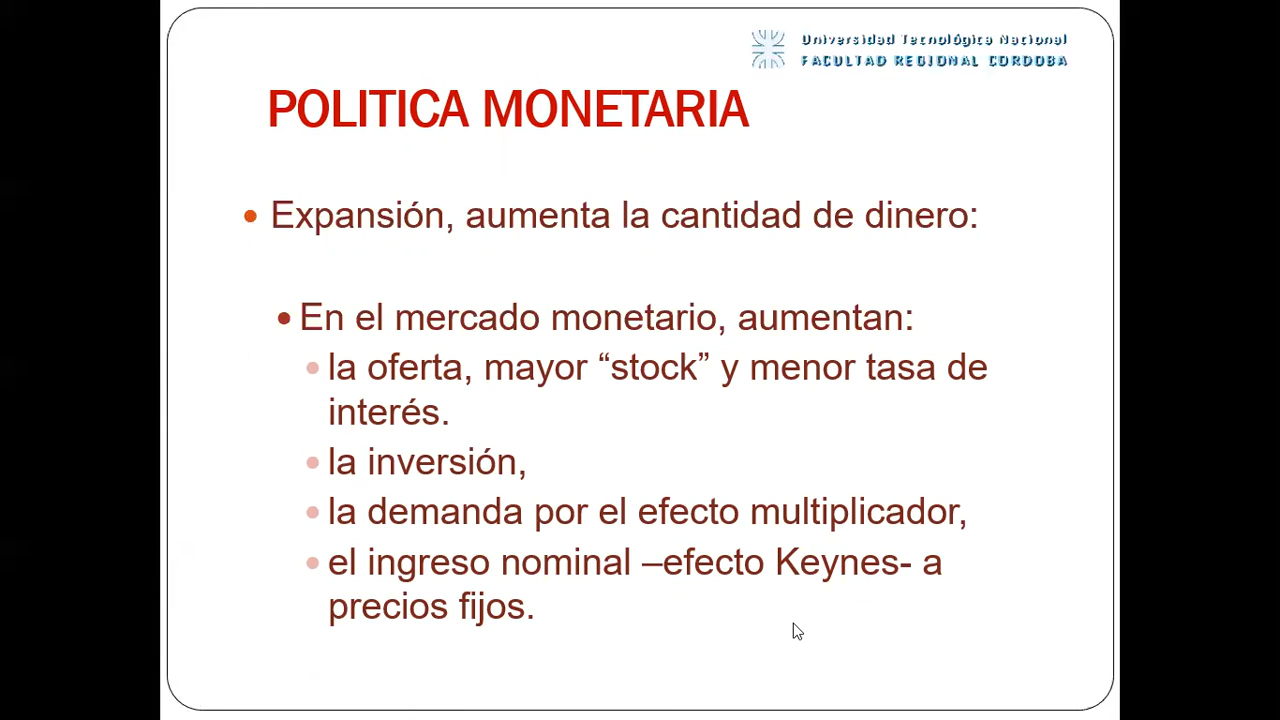 Universidad Tecnológica Nacional
FACULTAD REGIONAL CORDOBA
POLITICA MONETARIA
• Expansión, aumenta la cantidad de dinero:
• En el mercado monetario, aumentan:
• la oferta, mayor “stock” y menor tasa de
interés.
• la inversión,
• la demanda por el efecto multiplicador,
• el ingreso nominal –efecto Keynes- a
precios fijos.